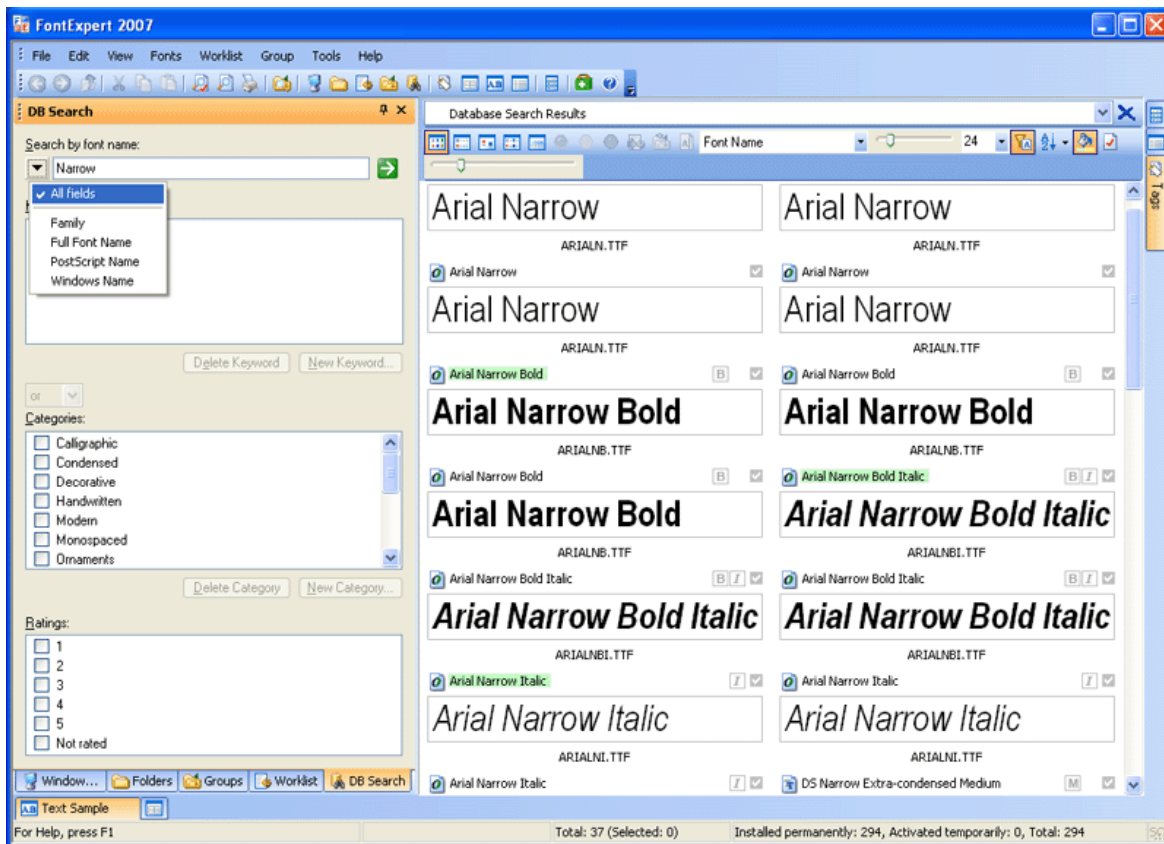 FontExpert 2007
File Edit View Fonts Worklist Group Tools Help
DB Search
Search by font name:
Narrow
All fields
Family
Full Font Name
PostScript Name
Windows Name
Delete Keyword New Keyword...
or
Categories:
Calligraphic
Condensed
Decorative
Handwritten
Modern
Monospaced
Ornaments
Delete Category New Category...
Ratings:
1
2
3
4
5
Not rated
Window... Folders Groups Worklist DB Search
Database Search Results
Font Name 24
Tags
Arial Narrow Arial Narrow
ARIALN.TTF ARIALN.TTF
Arial Narrow Arial Narrow
Arial Narrow Arial Narrow
ARIALN.TTF ARIALN.TTF
Arial Narrow Bold B Arial Narrow Bold B
Arial Narrow Bold Arial Narrow Bold
ARIALNB.TTF ARIALNB.TTF
Arial Narrow Bold B Arial Narrow Bold Italic B I
Arial Narrow Bold Arial Narrow Bold Italic
ARIALNB.TTF ARIALNBI.TTF
Arial Narrow Bold Italic B I Arial Narrow Bold Italic B I
Arial Narrow Bold Italic Arial Narrow Bold Italic
ARIALNBI.TTF ARIALNBI.TTF
Arial Narrow Italic I Arial Narrow Italic I
Arial Narrow Italic Arial Narrow Italic
ARIALNI.TTF ARIALNI.TTF
Arial Narrow Italic I DS Narrow Extra-condensed Medium M
AB Text Sample
For Help, press F1 Total: 37 (Selected: 0) Installed permanently: 294, Activated temporarily: 0, Total: 294